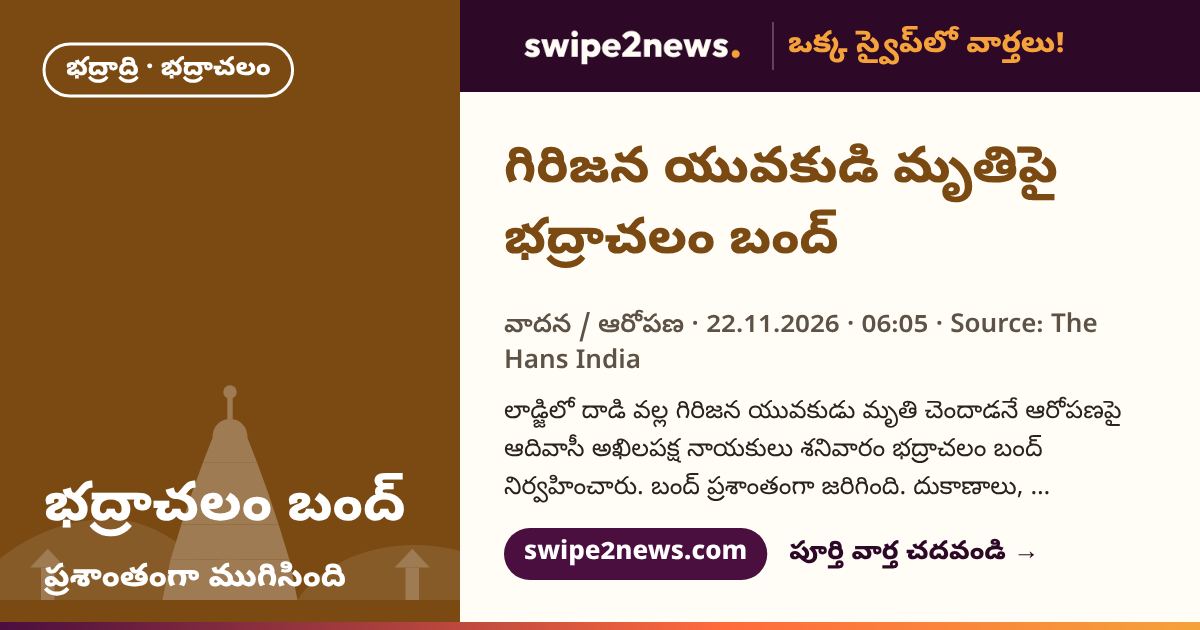 భద్రాద్రి · భద్రాచలం
భద్రాచలం బంద్
ప్రశాంతంగా ముగిసింది
swipe2news.
ఒక్క స్వైప్‌లో వార్తలు!
గిరిజన యువకుడి మృతిపై
భద్రాచలం బంద్
వాదన / ఆరోపణ · 22.11.2026 · 06:05 · Source: The
Hans India
లాడ్జిలో దాడి వల్ల గిరిజన యువకుడు మృతి చెందాడనే ఆరోపణపై
ఆదివాసీ అఖిలపక్ష నాయకులు శనివారం భద్రాచలం బంద్
నిర్వహించారు. బంద్ ప్రశాంతంగా జరిగింది. దుకాణాలు, ...
swipe2news.com
పూర్తి వార్త చదవండి →